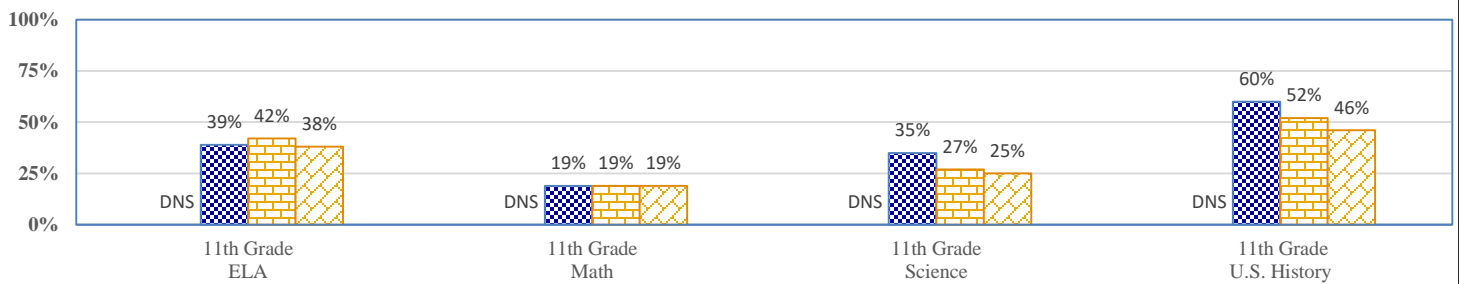 100%
75%
50%
25%
0%
DNS 39% 42% 38%
DNS 19% 19% 19%
DNS 35% 27% 25%
DNS 60% 52% 46%
11th Grade
ELA
11th Grade
Math
11th Grade
Science
11th Grade
U.S. History